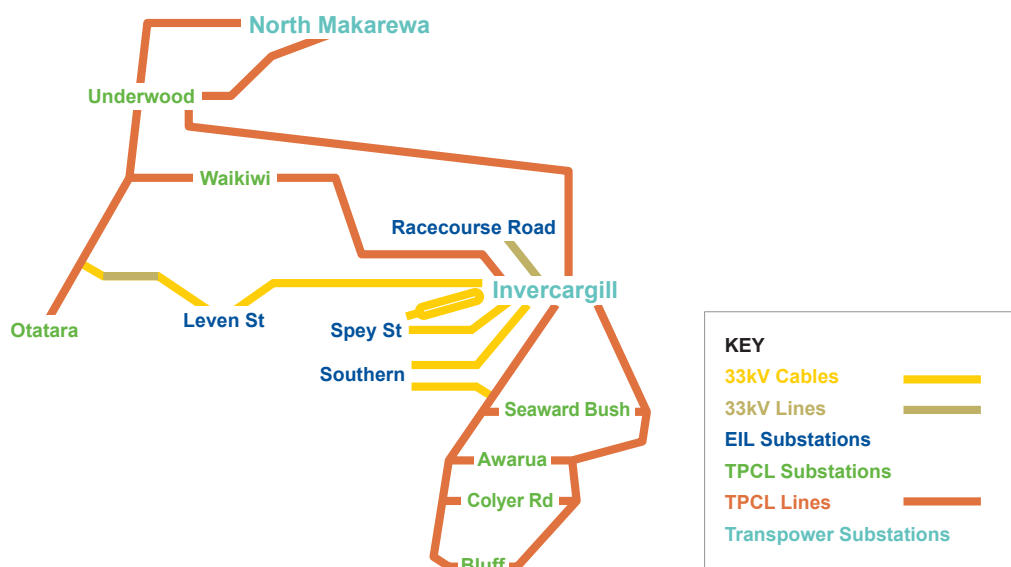 North Makarewa
Underwood
Waikiwi
Racecourse Road
Invercargill
Leven St
Spey St
Otatara
Southern
Seaward Bush
Awarua
Colyer Rd
Bluff
KEY
33kV Cables
33kV Lines
EIL Substations
TPCL Substations
TPCL Lines
Transpower Substations